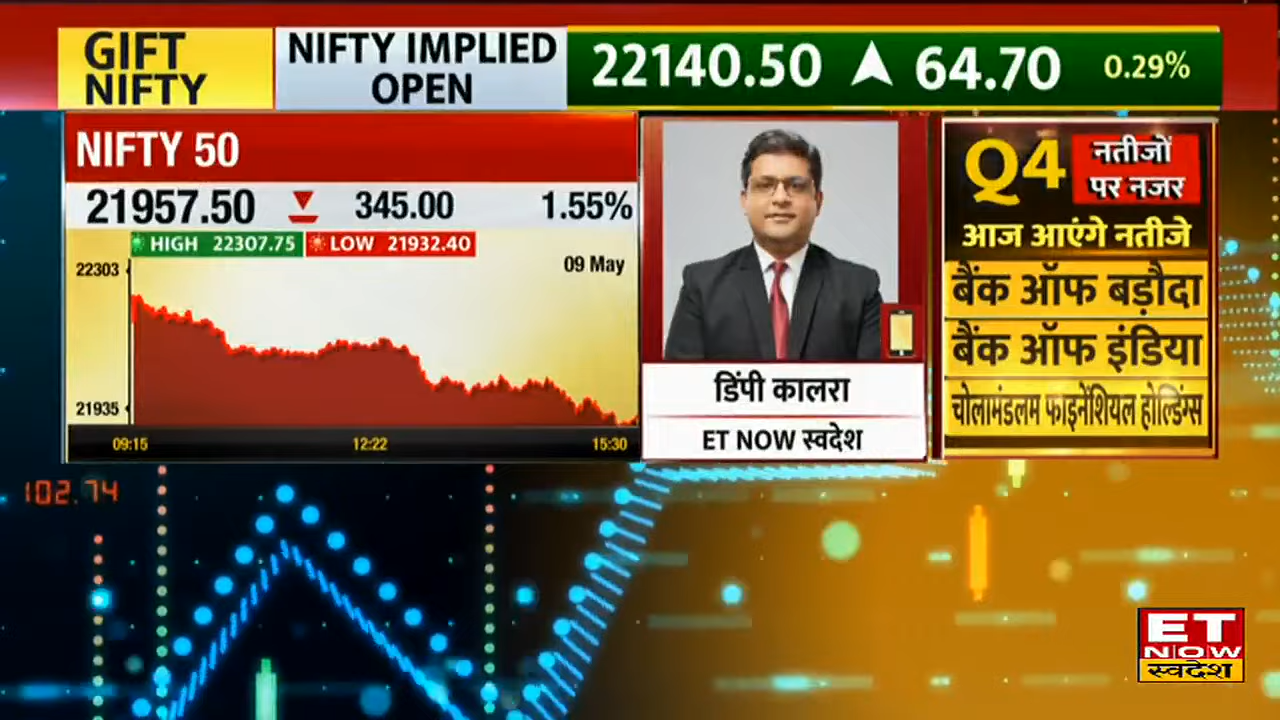 GIFT
NIFTY
NIFTY IMPLIED
OPEN
22140.50 64.70 0.29%
NIFTY 50
21957.50 345.00 1.55%
HIGH 22307.75 LOW 21932.40
09 May
22303
21935
09:15 12:22 15:30
डिंपी कालरा
ET NOW स्वदेश
Q4
नतीजों
पर नजर
आज आएंगे नतीजे
बैंक ऑफ बड़ौदा
बैंक ऑफ इंडिया
चोलामंडलम फाइनेंशियल होल्डिंग्स
102.74
ET
NOW
स्वदेश